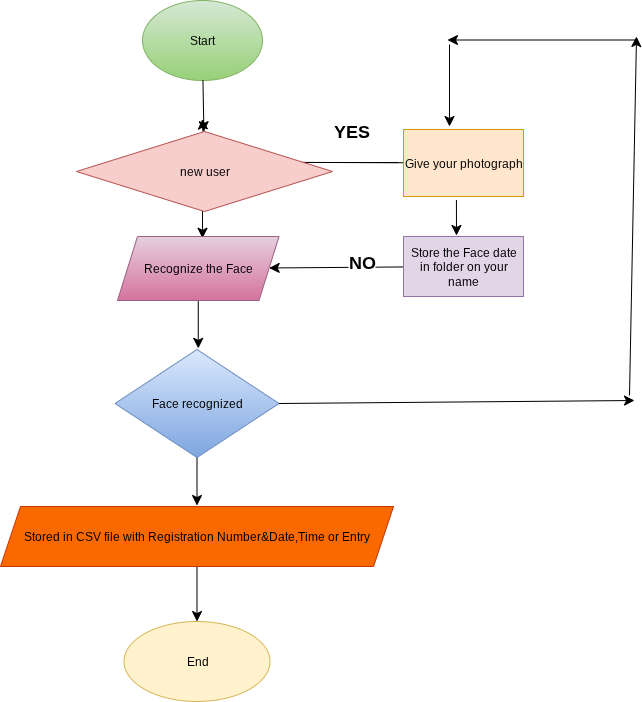 Start
YES
new user
Give your photograph
Recognize the Face
NO
Store the Face date
in folder on your
name
Face recognized
Stored in CSV file with Registration Number&Date,Time or Entry
End